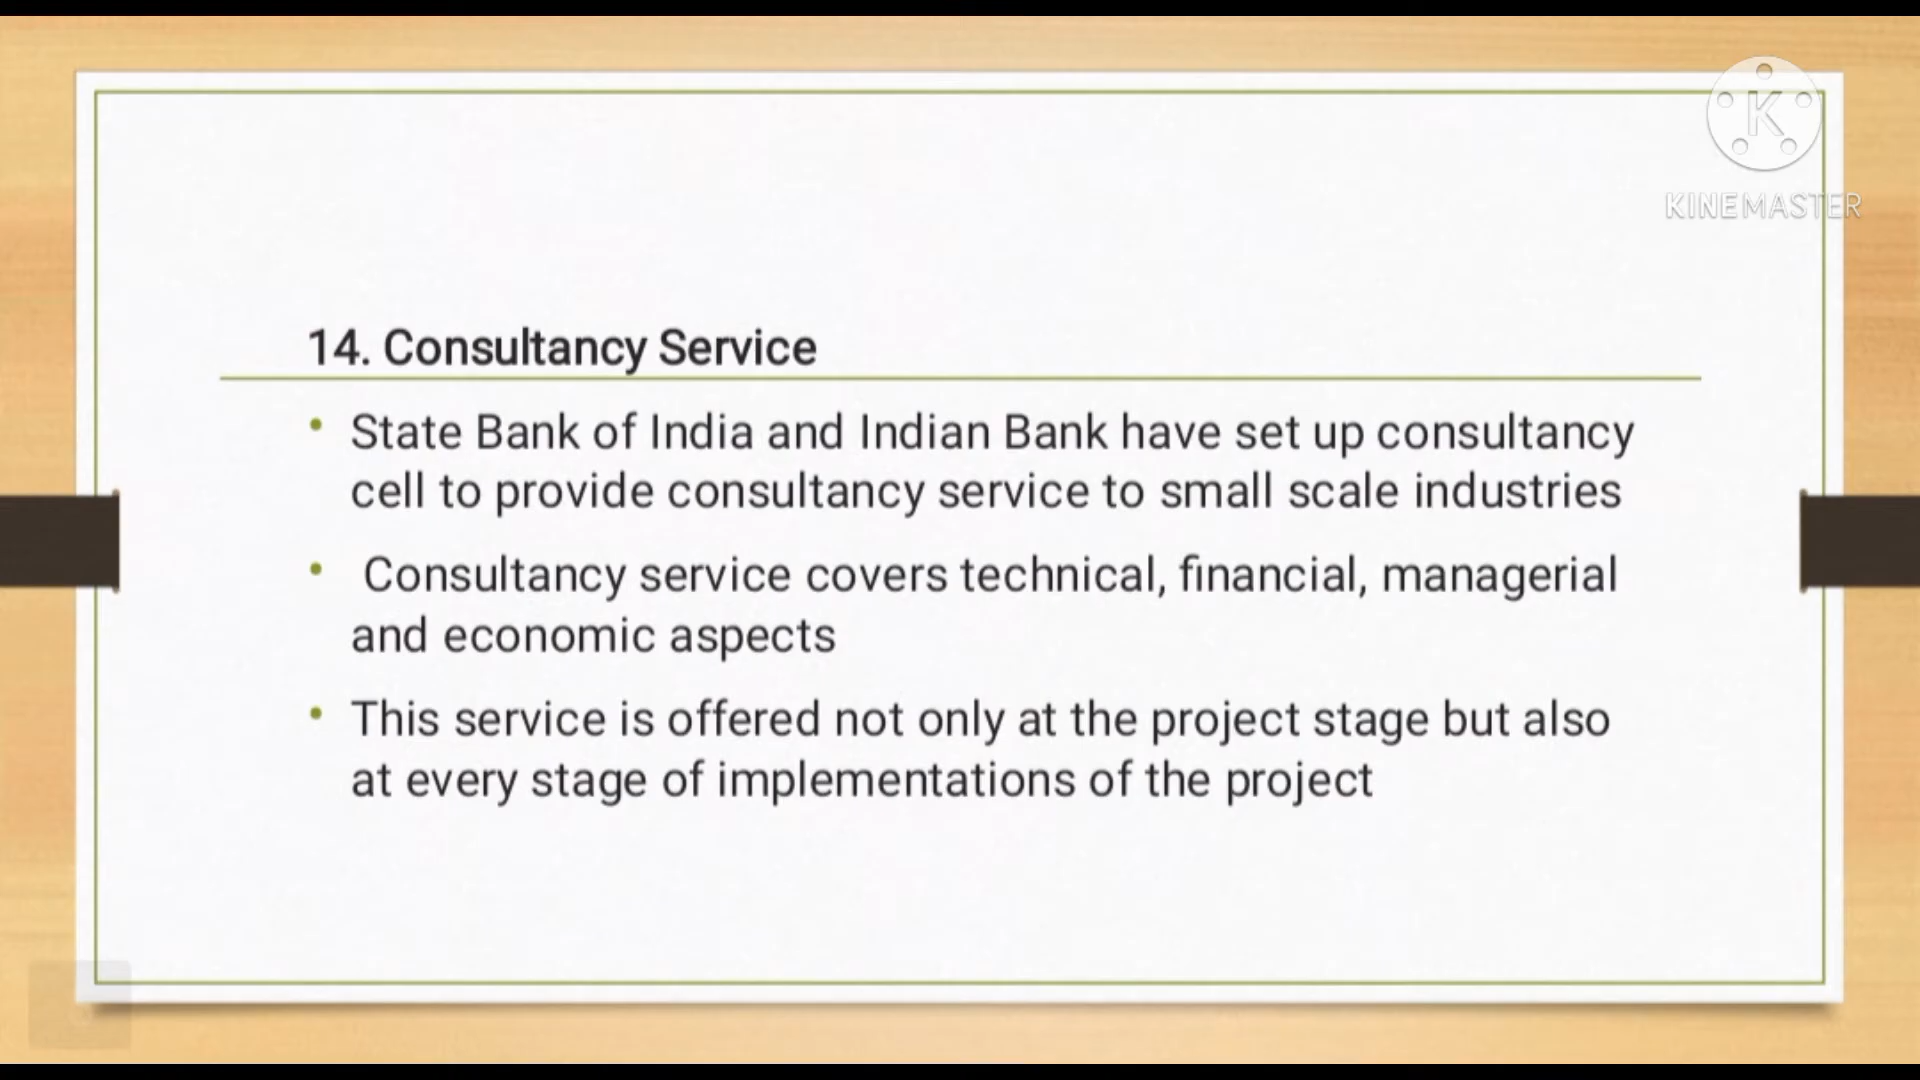 K
KINEMASTER
14. Consultancy Service
• State Bank of India and Indian Bank have set up consultancy
cell to provide consultancy service to small scale industries
• Consultancy service covers technical, financial, managerial
and economic aspects
• This service is offered not only at the project stage but also
at every stage of implementations of the project